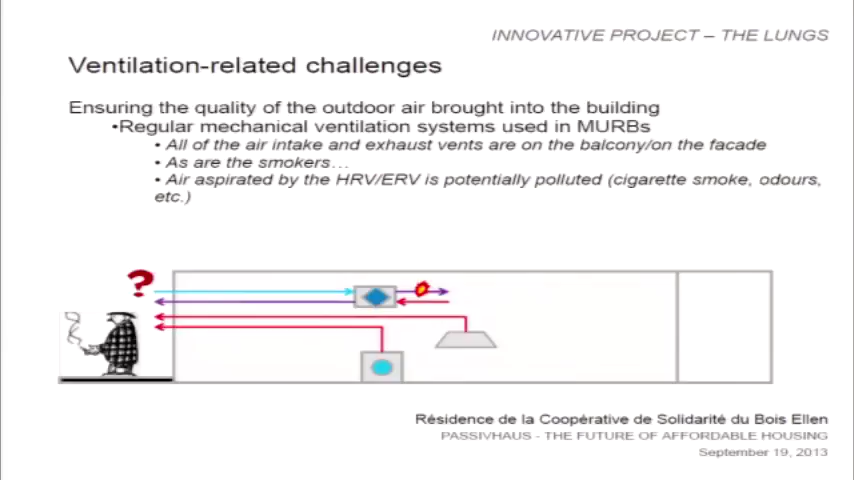 INNOVATIVE PROJECT – THE LUNGS
Ventilation-related challenges
Ensuring the quality of the outdoor air brought into the building
•Regular mechanical ventilation systems used in MURBs
• All of the air intake and exhaust vents are on the balcony/on the facade
• As are the smokers…
• Air aspirated by the HRV/ERV is potentially polluted (cigarette smoke, odours,
etc.)
?
Résidence de la Coopérative de Solidarité du Bois Ellen
PASSIVHAUS - THE FUTURE OF AFFORDABLE HOUSING
September 19, 2013